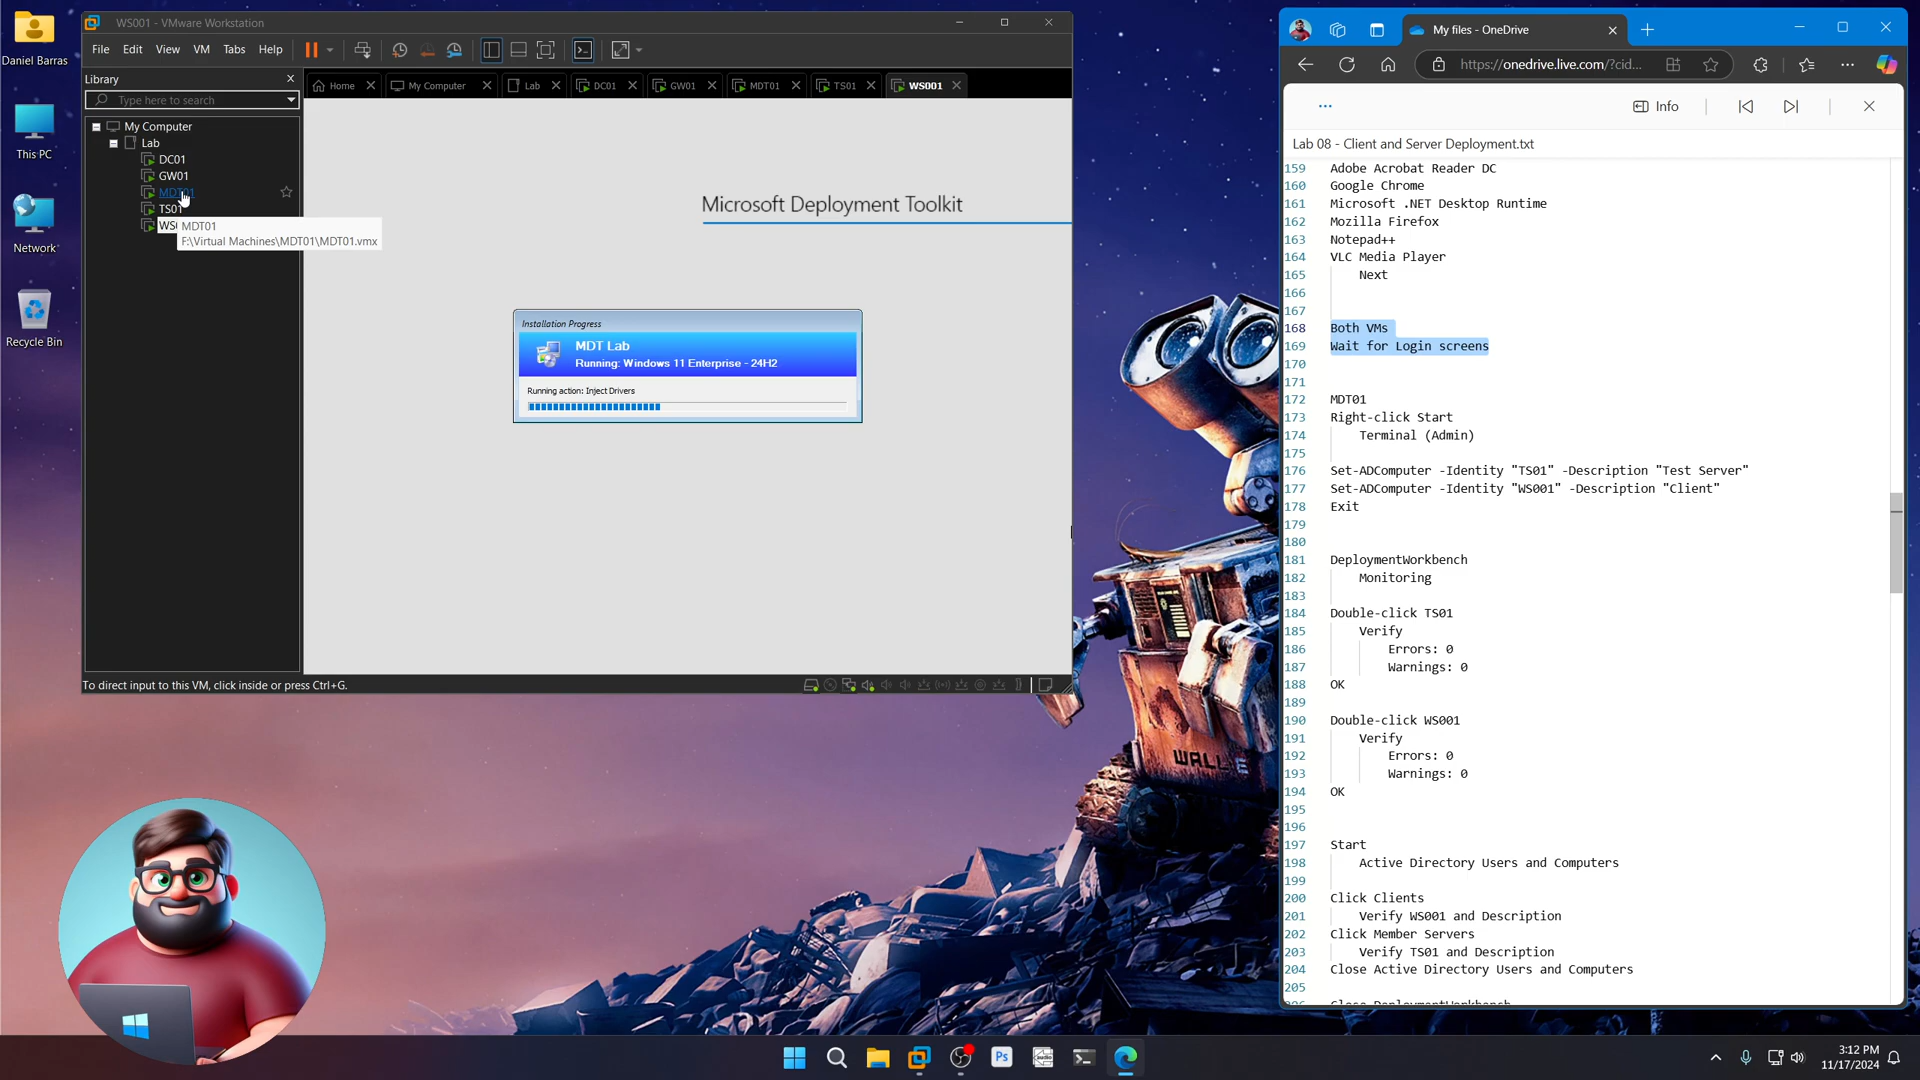 Daniel Barras
This PC
Network
Recycle Bin
WS001 - VMware Workstation
File Edit View VM Tabs Help
Library
Type here to search
My Computer
Lab
DC01
GW01
MDT01
TS01
WS0
MDT01
F:\Virtual Machines\MDT01\MDT01.vmx
Home
My Computer
Lab
DC01
GW01
MDT01
TS01
WS001
Microsoft Deployment Toolkit
Installation Progress
MDT Lab
Running: Windows 11 Enterprise - 24H2
Running action: Inject Drivers
To direct input to this VM, click inside or press Ctrl+G.
My files - OneDrive
https://onedrive.live.com/?cid...
Info
Lab 08 - Client and Server Deployment.txt
159 Adobe Acrobat Reader DC
160 Google Chrome
161 Microsoft .NET Desktop Runtime
162 Mozilla Firefox
163 Notepad++
164 VLC Media Player
165 Next
166
167
168 Both VMs
169 Wait for Login screens
170
171
172 MDT01
173 Right-click Start
174 Terminal (Admin)
175
176 Set-ADComputer -Identity "TS01" -Description "Test Server"
177 Set-ADComputer -Identity "WS001" -Description "Client"
178 Exit
179
180
181 DeploymentWorkbench
182 Monitoring
183
184 Double-click TS01
185 Verify
186 Errors: 0
187 Warnings: 0
188 OK
189
190 Double-click WS001
191 Verify
192 Errors: 0
193 Warnings: 0
194 OK
195
196
197 Start
198 Active Directory Users and Computers
199
200 Click Clients
201 Verify WS001 and Description
202 Click Member Servers
203 Verify TS01 and Description
204 Close Active Directory Users and Computers
205
206 Close DeploymentWorkbench
WALL·E
Ps
3:12 PM
11/17/2024